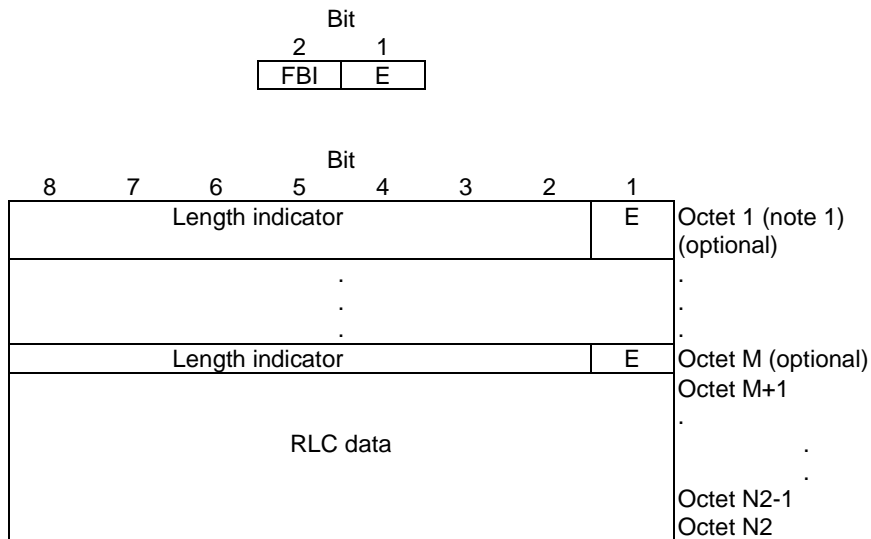 Bit
2 1
FBI E
Bit
8 7 6 5 4 3 2 1
Length indicator E Octet 1 (note 1)
(optional)
. .
. .
. .
Length indicator E Octet M (optional)
Octet M+1
.
RLC data .
.
Octet N2-1
Octet N2